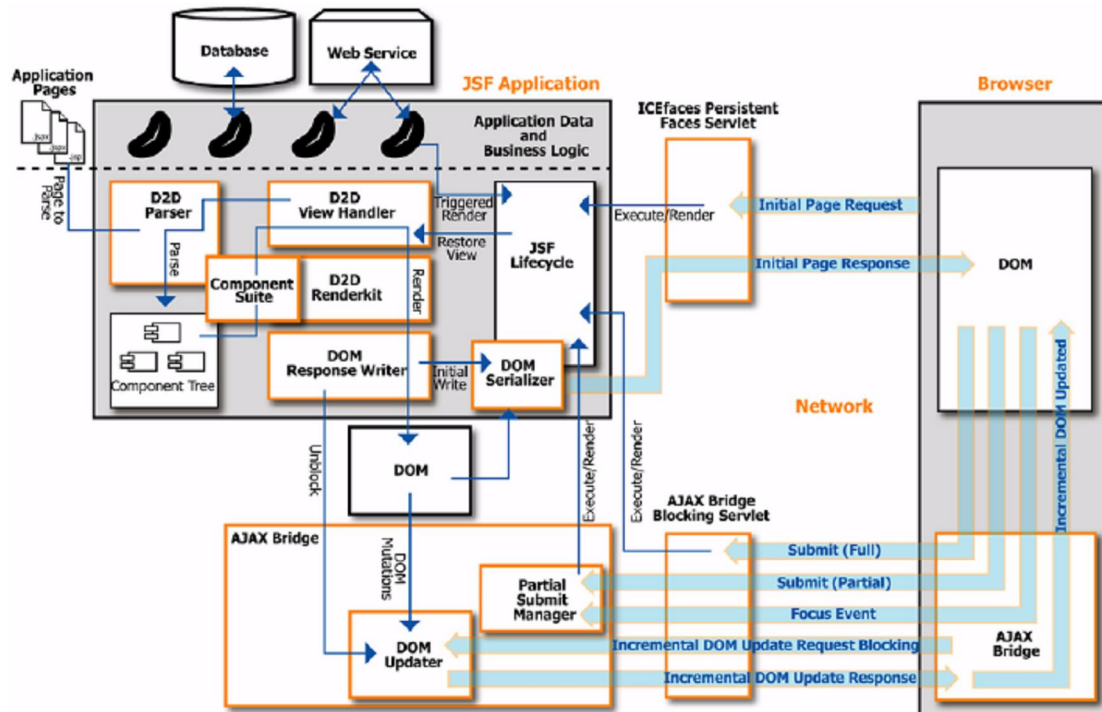 Database
Web Service
Application
Pages
JSF Application
Browser
.jspx
.jspx
.jsp
Application Data
and
Business Logic
ICEfaces Persistent
Faces Servlet
Page to
Parse
D2D
Parser
D2D
View Handler
Triggered
Render
Execute/Render
Initial Page Request
Restore
View
JSF
Lifecycle
Initial Page Response
DOM
Parse
Component
Suite
D2D
Renderkit
Render
Component Tree
DOM
Response Writer
Initial
Write
DOM
Serializer
Network
Incremental DOM Updated
Unblock
DOM
Execute/Render
Execute/Render
AJAX Bridge
Blocking Servlet
AJAX Bridge
DOM
Mutations
Submit (Full)
Partial
Submit
Manager
Submit (Partial)
Focus Event
DOM
Updater
Incremental DOM Update Request Blocking
AJAX
Bridge
Incremental DOM Update Response